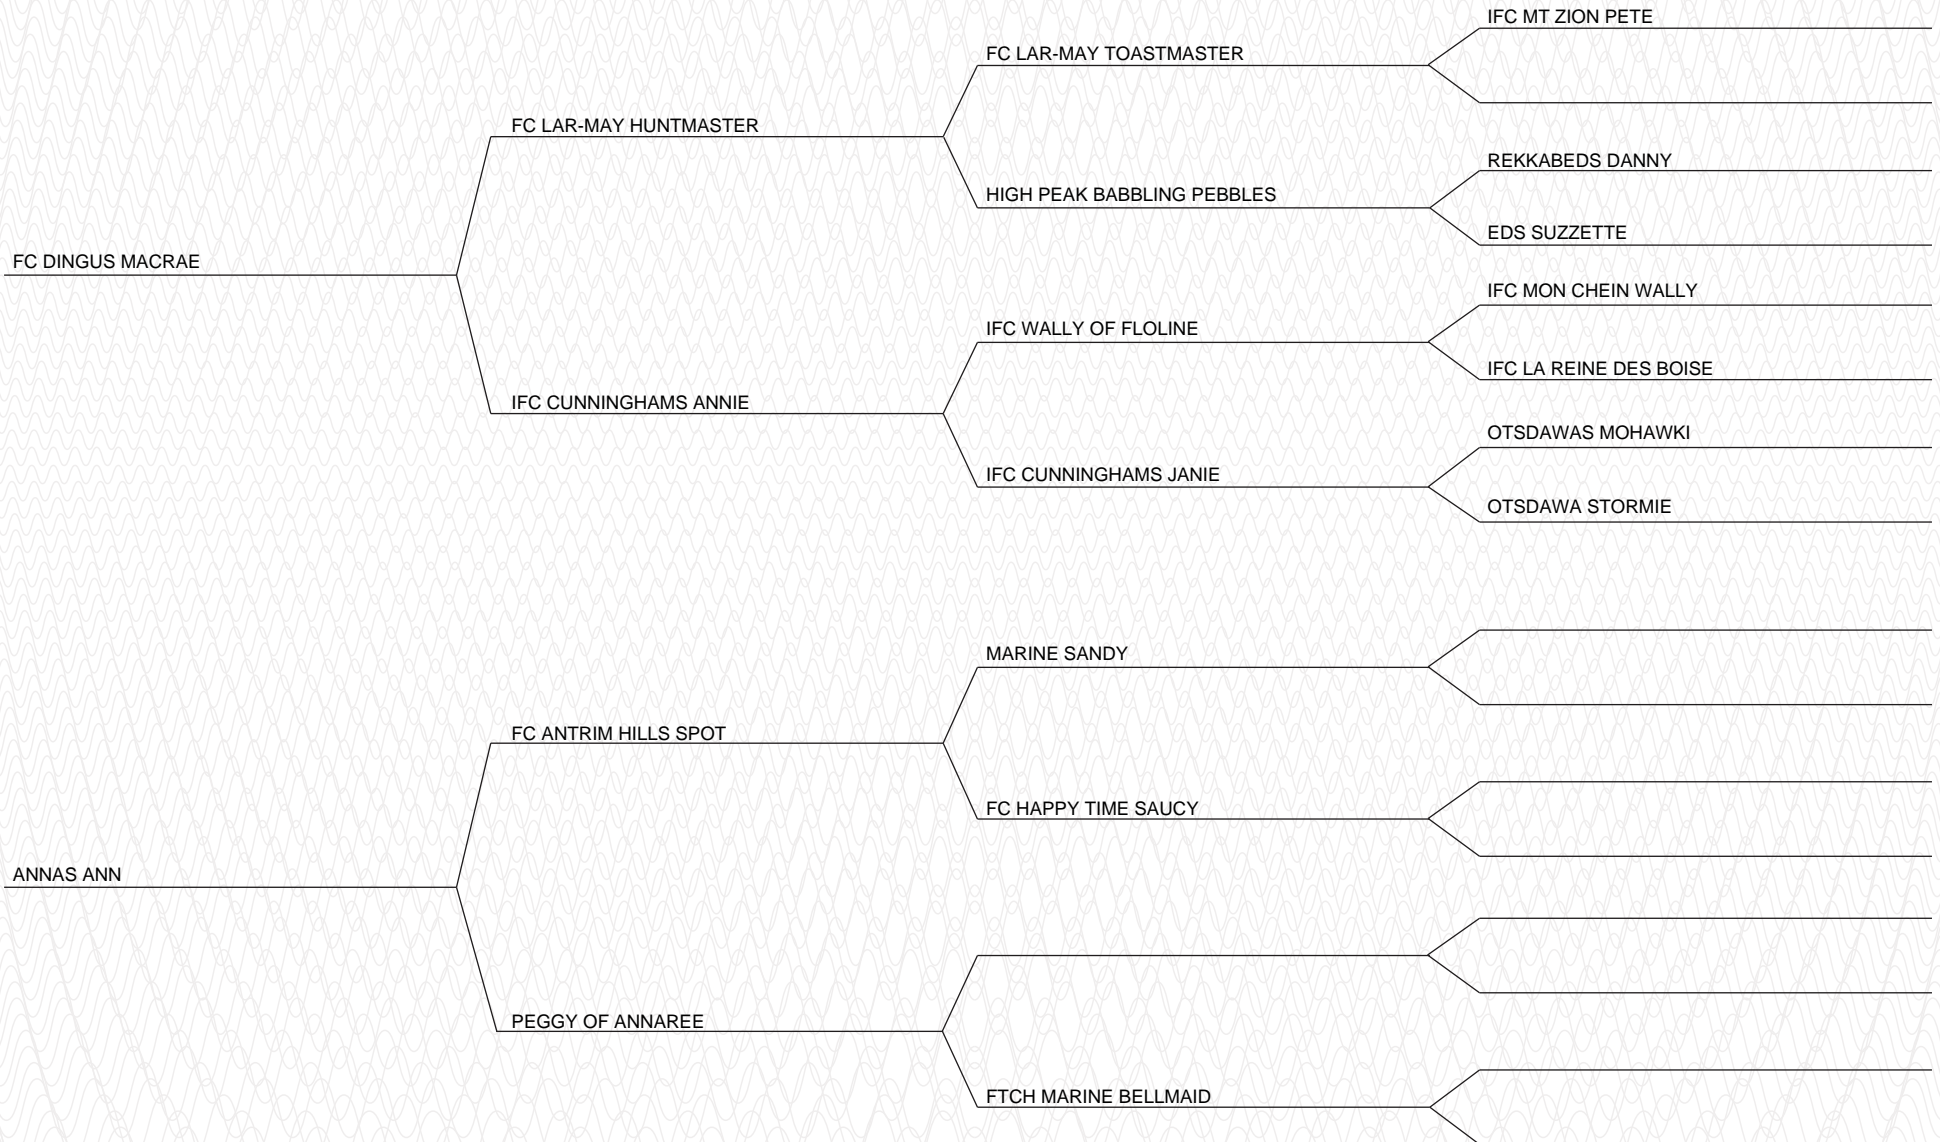 IFC MT ZION PETE
FC LAR-MAY TOASTMASTER
FC LAR-MAY HUNTMASTER
REKKABEDS DANNY
HIGH PEAK BABBLING PEBBLES
EDS SUZZETTE
FC DINGUS MACRAE
IFC MON CHEIN WALLY
IFC WALLY OF FLOLINE
IFC LA REINE DES BOISE
IFC CUNNINGHAMS ANNIE
OTSDAWAS MOHAWKI
IFC CUNNINGHAMS JANIE
OTSDAWA STORMIE
MARINE SANDY
FC ANTRIM HILLS SPOT
FC HAPPY TIME SAUCY
ANNAS ANN
PEGGY OF ANNAREE
FTCH MARINE BELLMAID